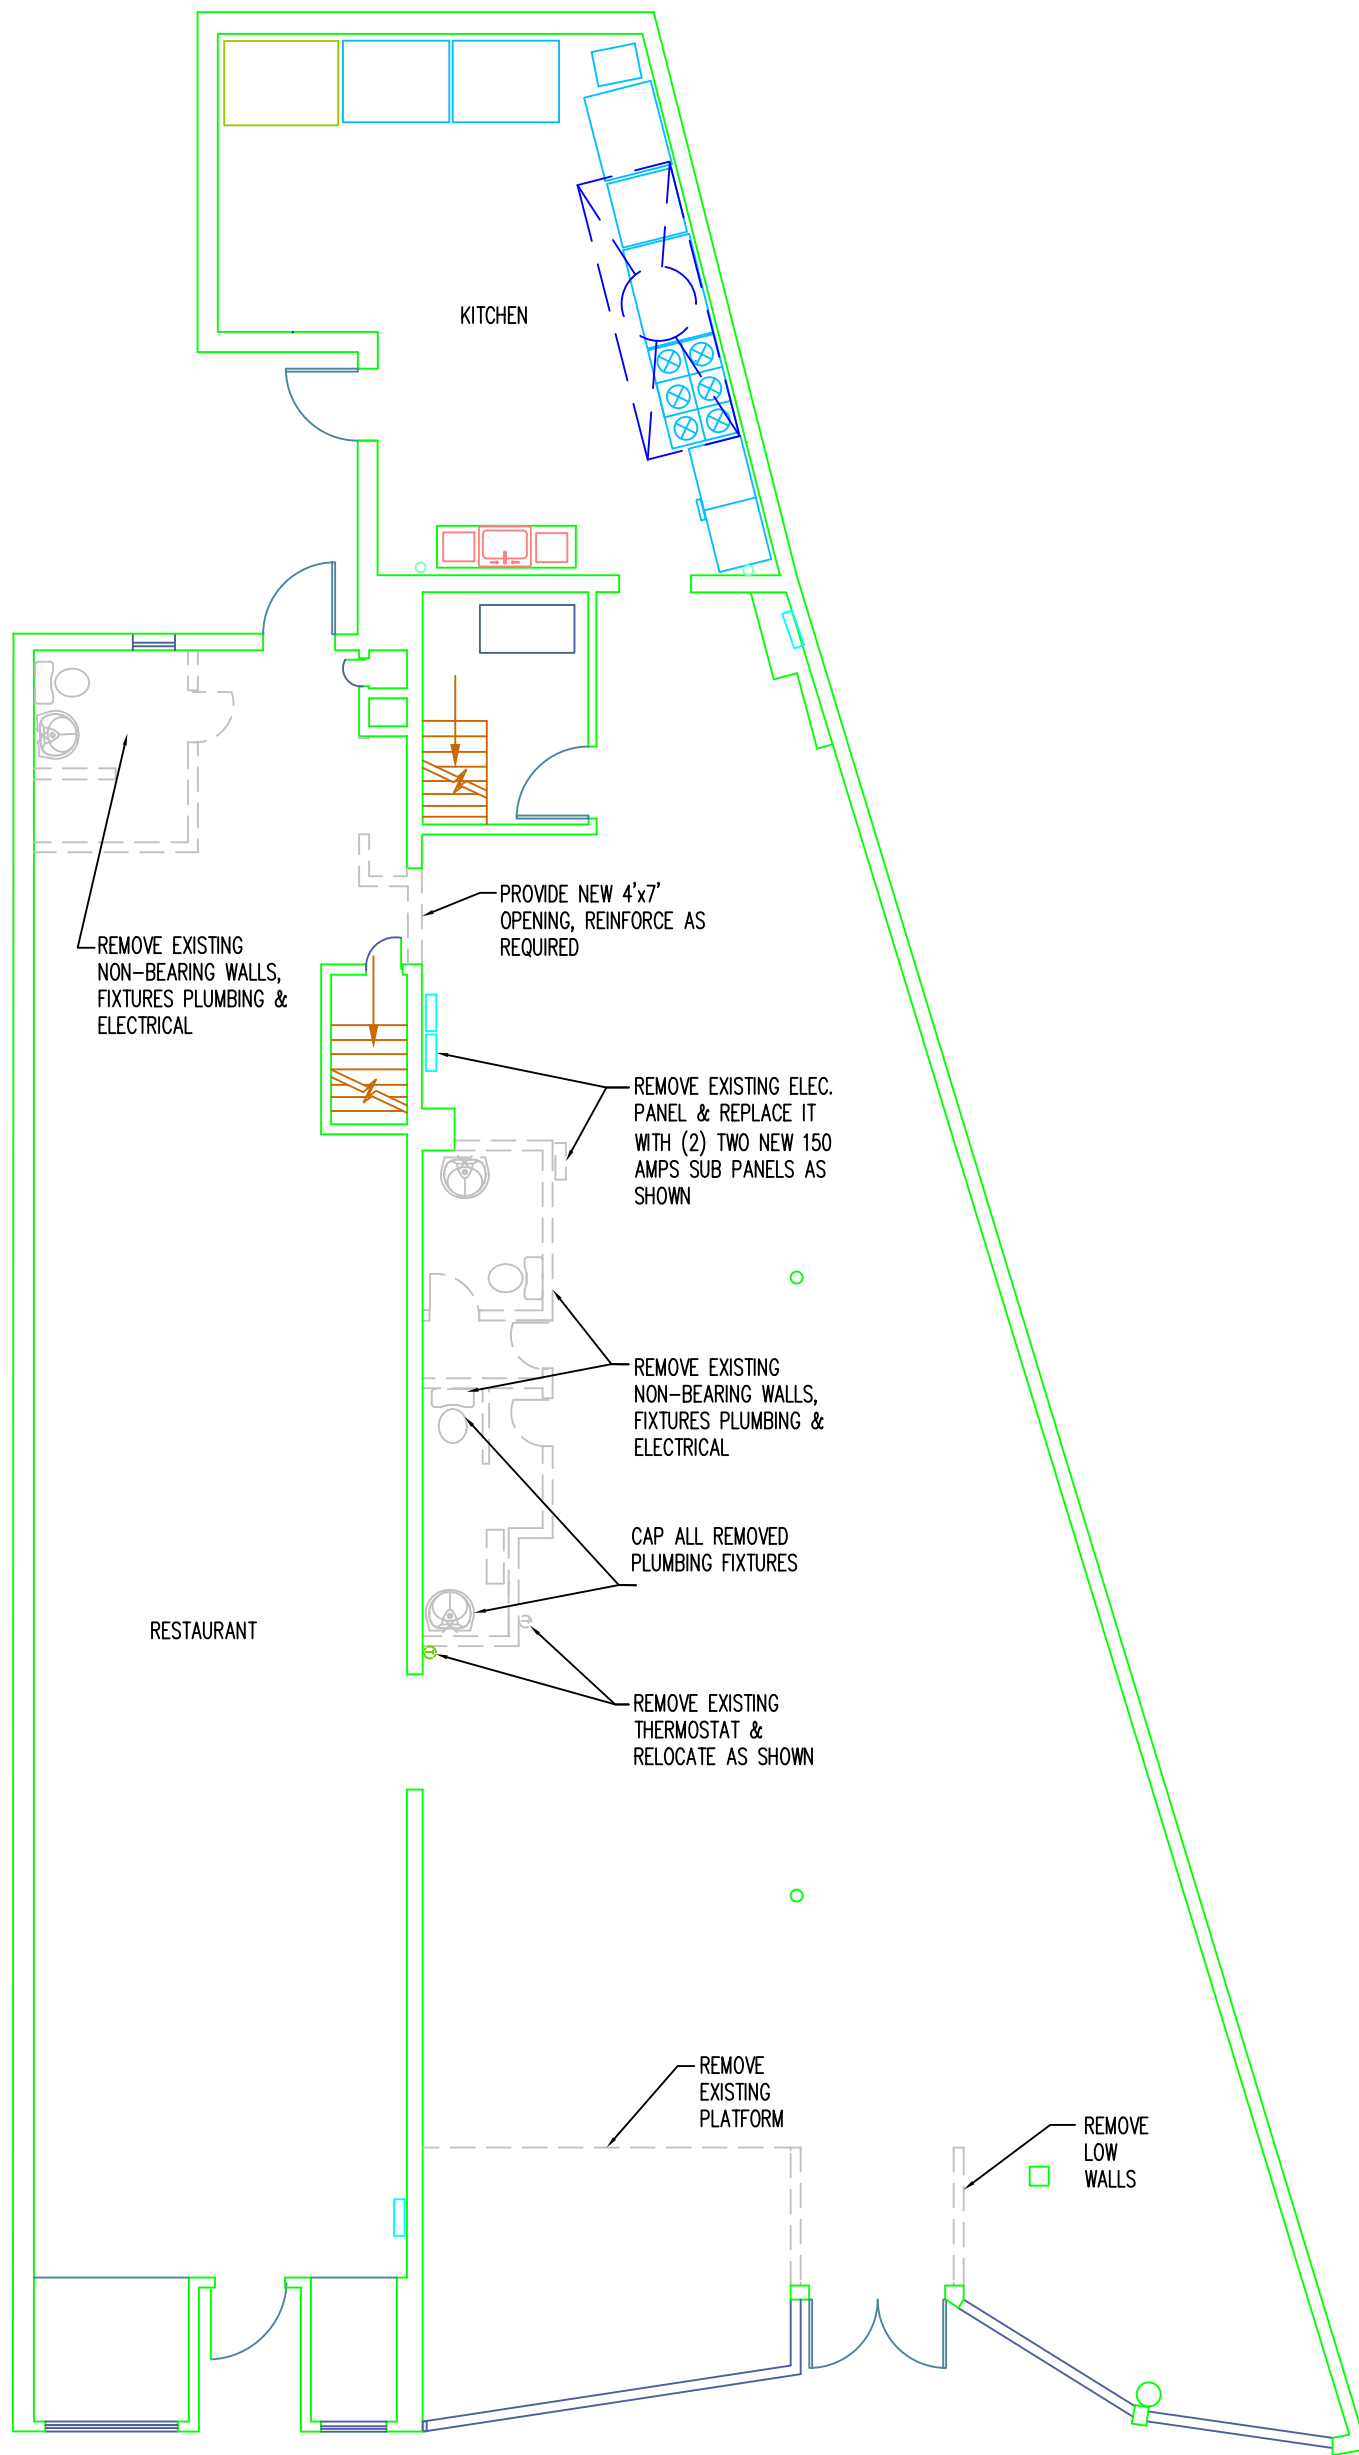 KITCHEN
PROVIDE NEW 4'x7'
OPENING, REINFORCE AS
REQUIRED
REMOVE EXISTING
NON-BEARING WALLS,
FIXTURES PLUMBING &
ELECTRICAL
REMOVE EXISTING ELEC.
PANEL & REPLACE IT
WITH (2) TWO NEW 150
AMPS SUB PANELS AS
SHOWN
REMOVE EXISTING
NON-BEARING WALLS,
FIXTURES PLUMBING &
ELECTRICAL
CAP ALL REMOVED
PLUMBING FIXTURES
RESTAURANT
REMOVE EXISTING
THERMOSTAT &
RELOCATE AS SHOWN
REMOVE
EXISTING
PLATFORM
REMOVE
LOW
WALLS